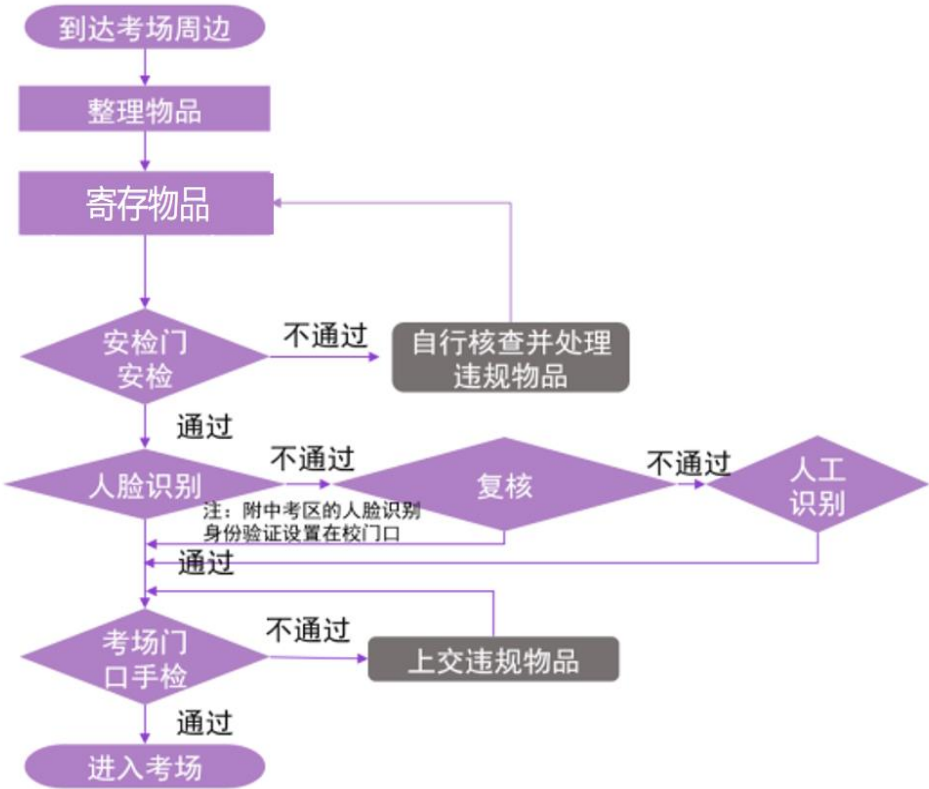 到达考场周边
整理物品
寄存物品
安检门
安检
不通过
自行核查并处理
违规物品
通过
人脸识别
不通过
复核
不通过
人工
识别
注：附中考区的人脸识别
身份验证设置在校门口
通过
考场门
口手检
不通过
上交违规物品
通过
进入考场